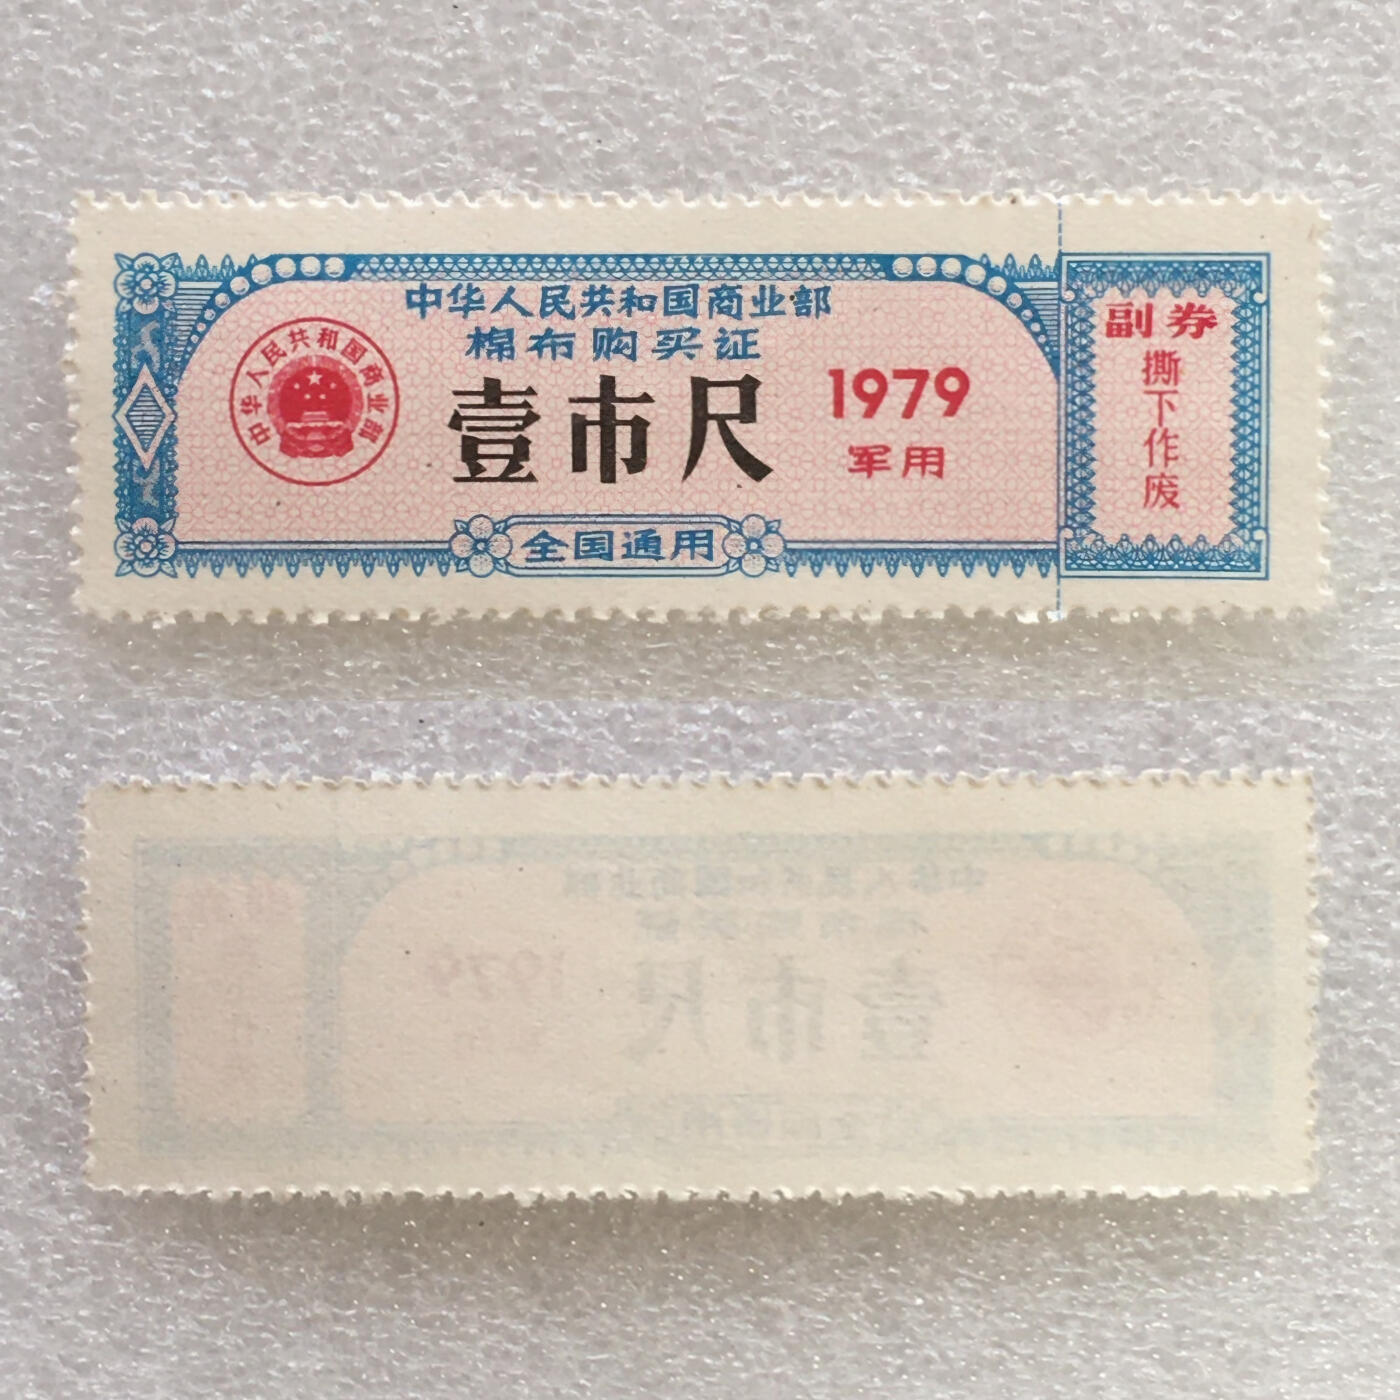 中华人民共和国商业部
棉布购买证
中华人民共和国商业部
壹市尺
1979
军用
全国通用
副券
撕下作废